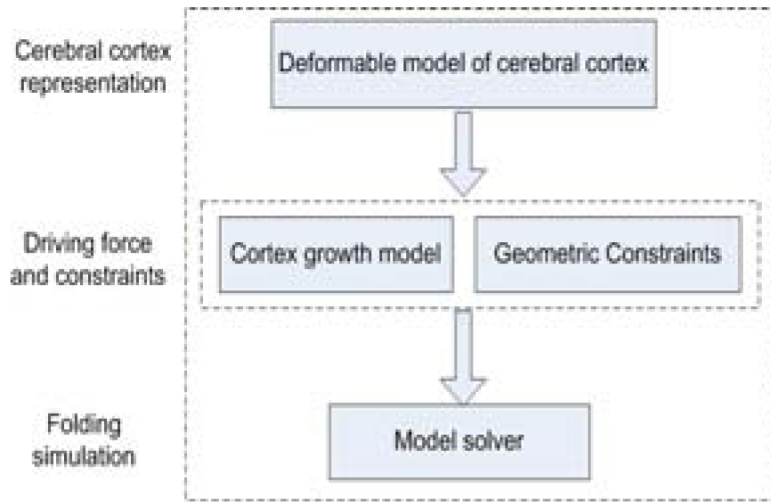 Cerebral cortex
representation
Deformable model of cerebral cortex
Driving force
and constraints
Cortex growth model
Geometric Constraints
Folding
simulation
Model solver